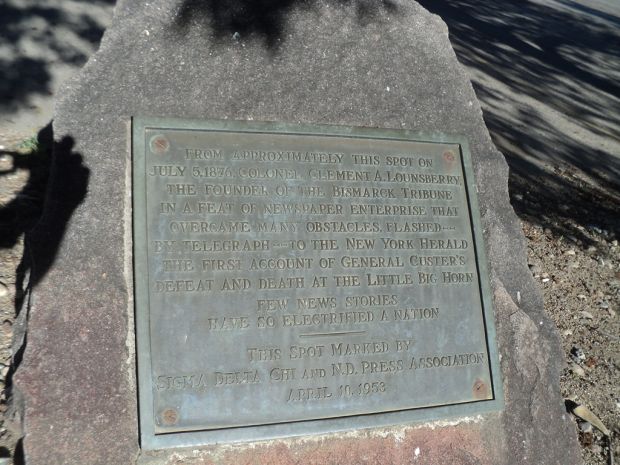 FROM APPROXIMATELY THIS SPOT ON
JULY 5, 1876, COLONEL CLEMENT A. LOUNSBERRY,
THE FOUNDER OF THE BISMARCK TRIBUNE
IN A FEAT OF NEWSPAPER ENTERPRISE THAT
OVERCAME MANY OBSTACLES, FLASHED---
BY TELEGRAPH---TO THE NEW YORK HERALD
THE FIRST ACCOUNT OF GENERAL CUSTER'S
DEFEAT AND DEATH AT THE LITTLE BIG HORN
FEW NEWS STORIES
HAVE SO ELECTRIFIED A NATION
THIS SPOT MARKED BY
SIGMA DELTA CHI AND N.D. PRESS ASSOCIATION
APRIL 10, 1953